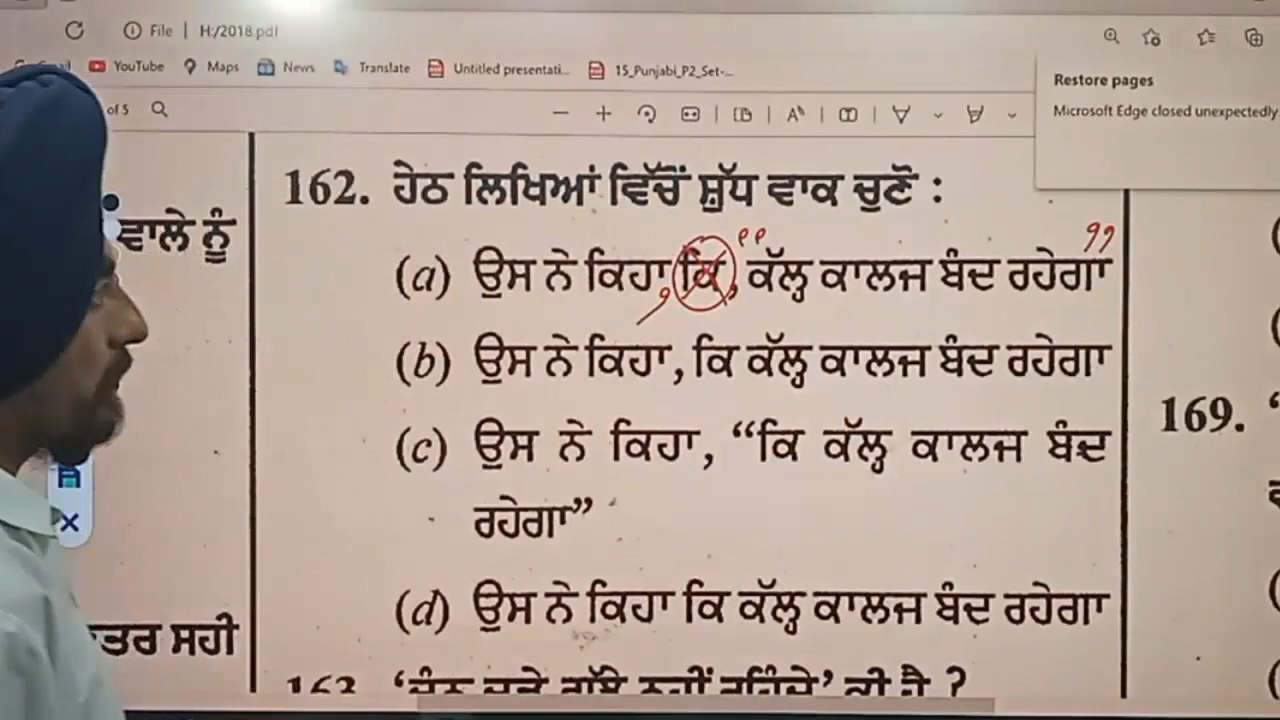 File | H:/2018.pdf
YouTube Maps News Translate Untitled presentati... 15_Punjabi_P2_Set-...
Restore pages
Microsoft Edge closed unexpectedly
of 5
ਵਾਲੇ ਨੂੰ
ਸਹੀ
162. ਹੇਠ ਲਿਖਿਆਂ ਵਿੱਚੋਂ ਸ਼ੁੱਧ ਵਾਕ ਚੁਣੋ :
(a) ਉਸ ਨੇ ਕਿਹਾ, ਕਿ, ਕੱਲ੍ਹ ਕਾਲਜ ਬੰਦ ਰਹੇਗਾ
(b) ਉਸ ਨੇ ਕਿਹਾ, ਕਿ ਕੱਲ੍ਹ ਕਾਲਜ ਬੰਦ ਰਹੇਗਾ
(c) ਉਸ ਨੇ ਕਿਹਾ, “ਕਿ ਕੱਲ੍ਹ ਕਾਲਜ ਬੰਦ
ਰਹੇਗਾ”
(d) ਉਸ ਨੇ ਕਿਹਾ ਕਿ ਕੱਲ੍ਹ ਕਾਲਜ ਬੰਦ ਰਹੇਗਾ
169.